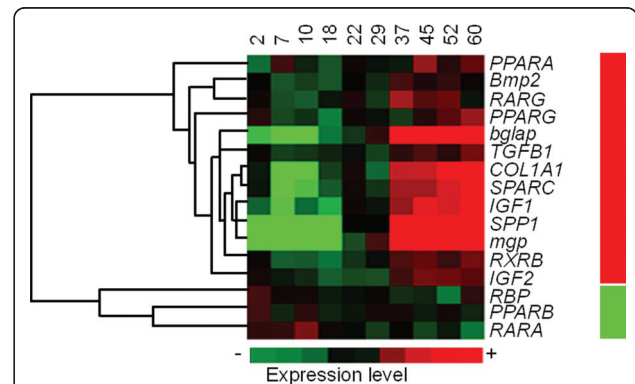 2 7 10 18 22 29 37 45 52 60
PPARA
Bmp2
RARG
PPARG
bglap
TGFB1
COL1A1
SPARC
IGF1
SPP1
mgp
RXRB
IGF2
RBP
PPARB
RARA
- +
Expression level